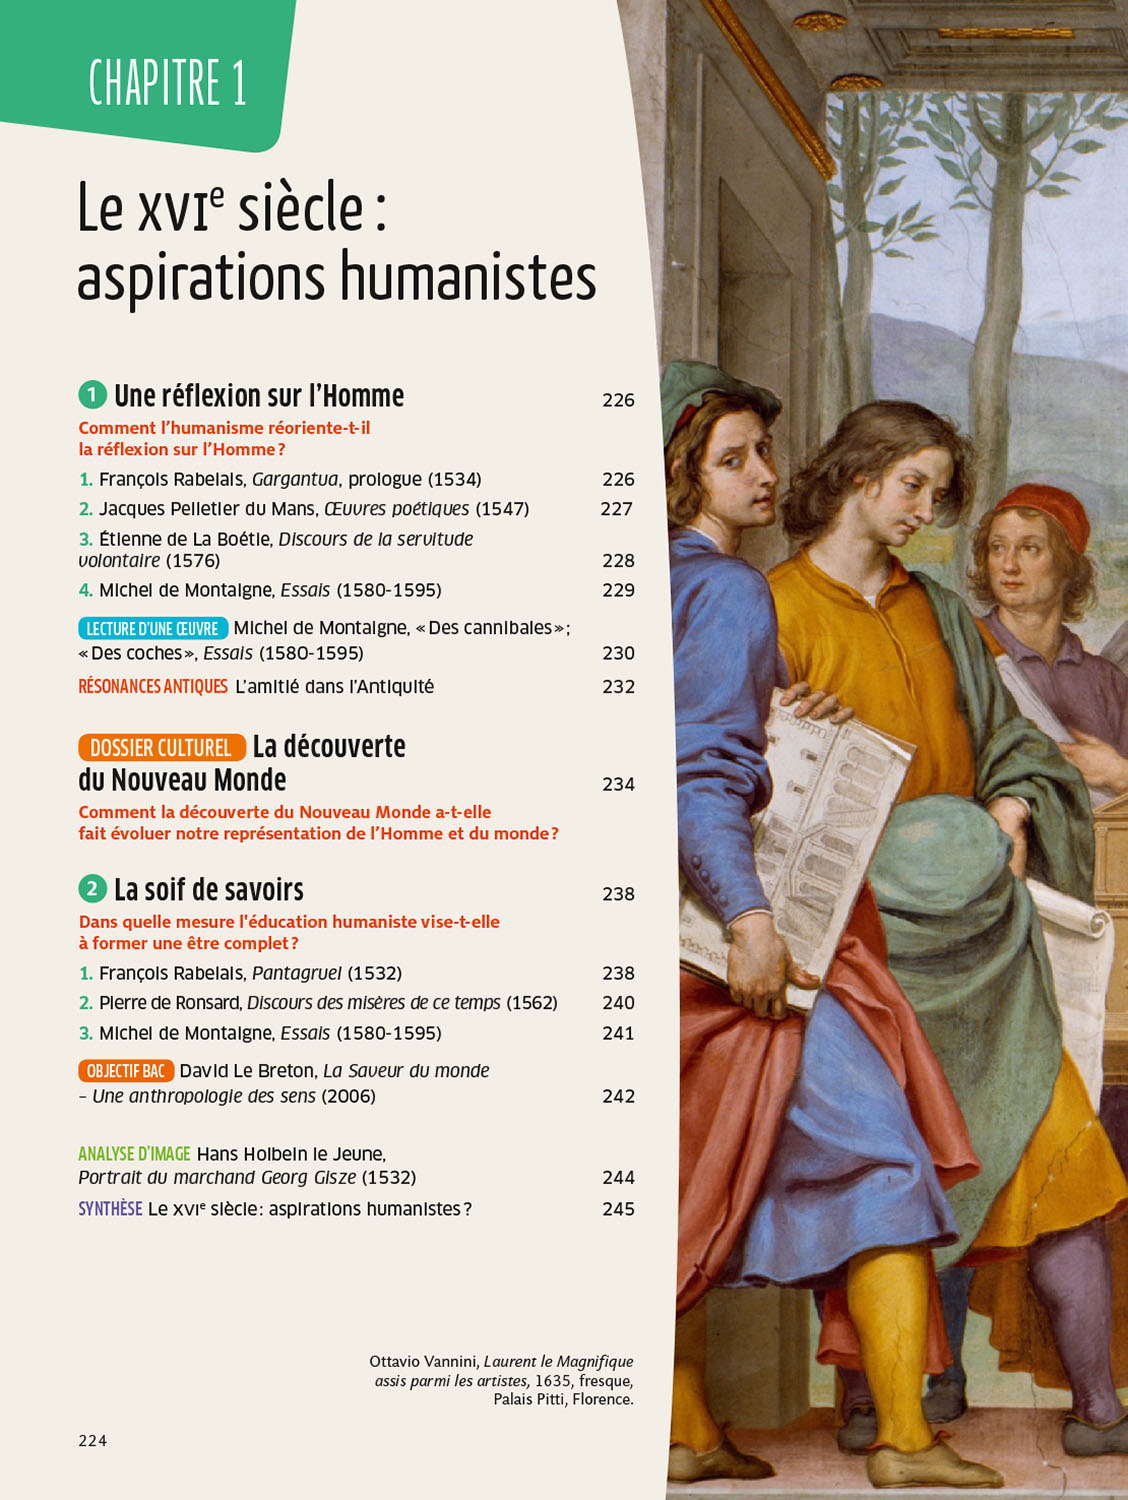 CHAPITRE 1
Le XVIe siècle :
aspirations humanistes
1 Une réflexion sur l'Homme 226
Comment l'humanisme réoriente-t-il
la réflexion sur l'Homme ?
1. François Rabelais, Gargantua, prologue (1534) 226
2. Jacques Pelletier du Mans, Œuvres poétiques (1547) 227
3. Étienne de La Boétie, Discours de la servitude
volontaire (1576) 228
4. Michel de Montaigne, Essais (1580-1595) 229
LECTURE D'UNE ŒUVRE Michel de Montaigne, « Des cannibales » ;
« Des coches », Essais (1580-1595) 230
RÉSONANCES ANTIQUES L'amitié dans l'Antiquité 232
DOSSIER CULTUREL La découverte
du Nouveau Monde 234
Comment la découverte du Nouveau Monde a-t-elle
fait évoluer notre représentation de l'Homme et du monde ?
2 La soif de savoirs 238
Dans quelle mesure l'éducation humaniste vise-t-elle
à former une être complet ?
1. François Rabelais, Pantagruel (1532) 238
2. Pierre de Ronsard, Discours des misères de ce temps (1562) 240
3. Michel de Montaigne, Essais (1580-1595) 241
OBJECTIF BAC David Le Breton, La Saveur du monde
– Une anthropologie des sens (2006) 242
ANALYSE D'IMAGE Hans Holbein le Jeune,
Portrait du marchand Georg Gisze (1532) 244
SYNTHÈSE Le XVIe siècle : aspirations humanistes ? 245
Ottavio Vannini, Laurent le Magnifique
assis parmi les artistes, 1635, fresque,
Palais Pitti, Florence.
224